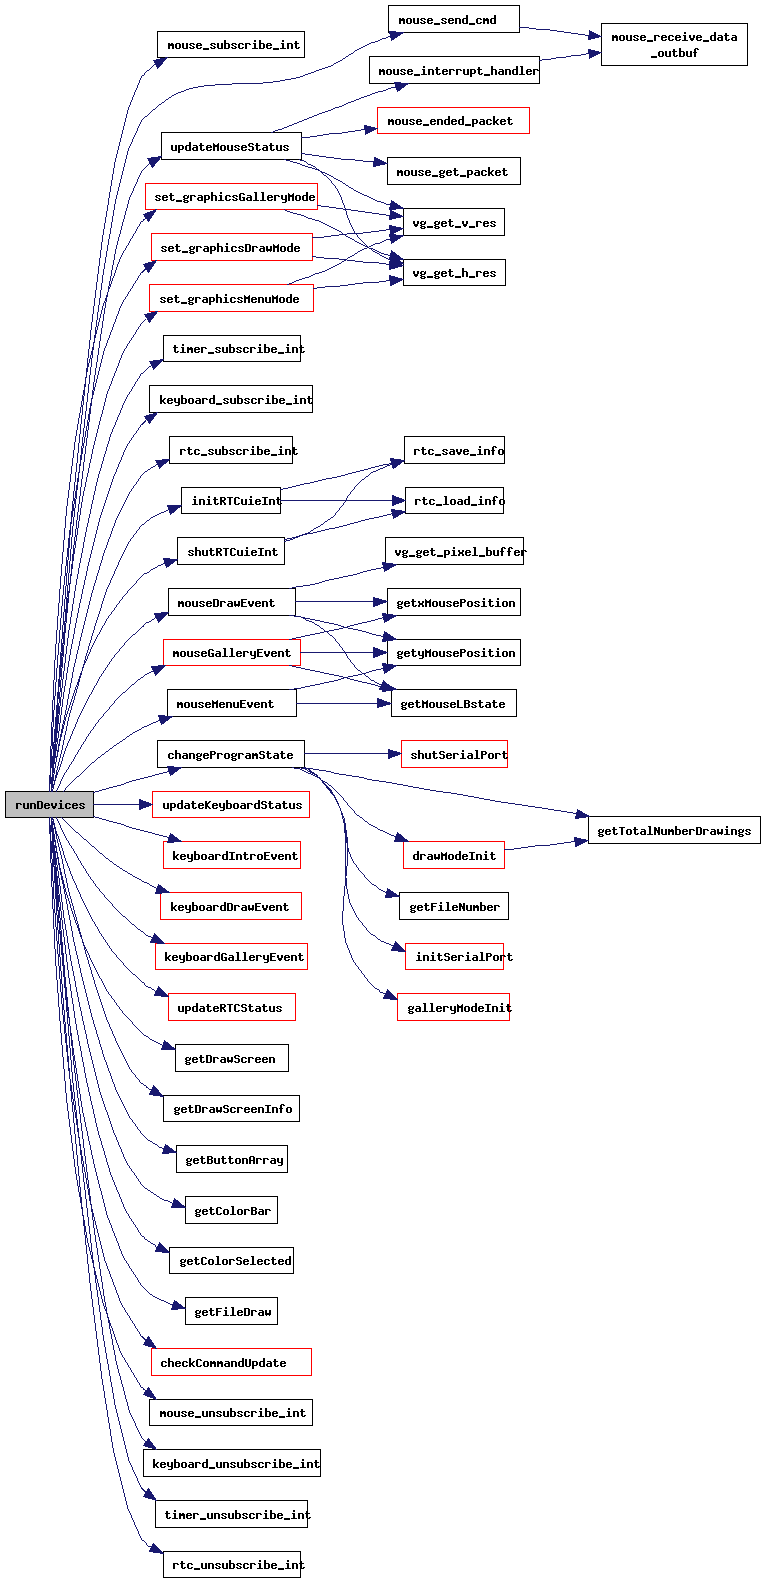 mouse_send_cmd
mouse_receive_data
_outbuf
mouse_subscribe_int
mouse_interrupt_handler
mouse_ended_packet
updateMouseStatus
mouse_get_packet
set_graphicsGalleryMode
vg_get_v_res
set_graphicsDrawMode
vg_get_h_res
set_graphicsMenuMode
timer_subscribe_int
keyboard_subscribe_int
rtc_subscribe_int
rtc_save_info
initRTCuieInt
rtc_load_info
shutRTCuieInt
vg_get_pixel_buffer
mouseDrawEvent
getxMousePosition
mouseGalleryEvent
getyMousePosition
mouseMenuEvent
getMouseLBstate
changeProgramState
shutSerialPort
runDevices
updateKeyboardStatus
getTotalNumberDrawings
keyboardIntroEvent
drawModeInit
keyboardDrawEvent
getFileNumber
keyboardGalleryEvent
initSerialPort
updateRTCStatus
galleryModeInit
getDrawScreen
getDrawScreenInfo
getButtonArray
getColorBar
getColorSelected
getFileDraw
checkCommandUpdate
mouse_unsubscribe_int
keyboard_unsubscribe_int
timer_unsubscribe_int
rtc_unsubscribe_int